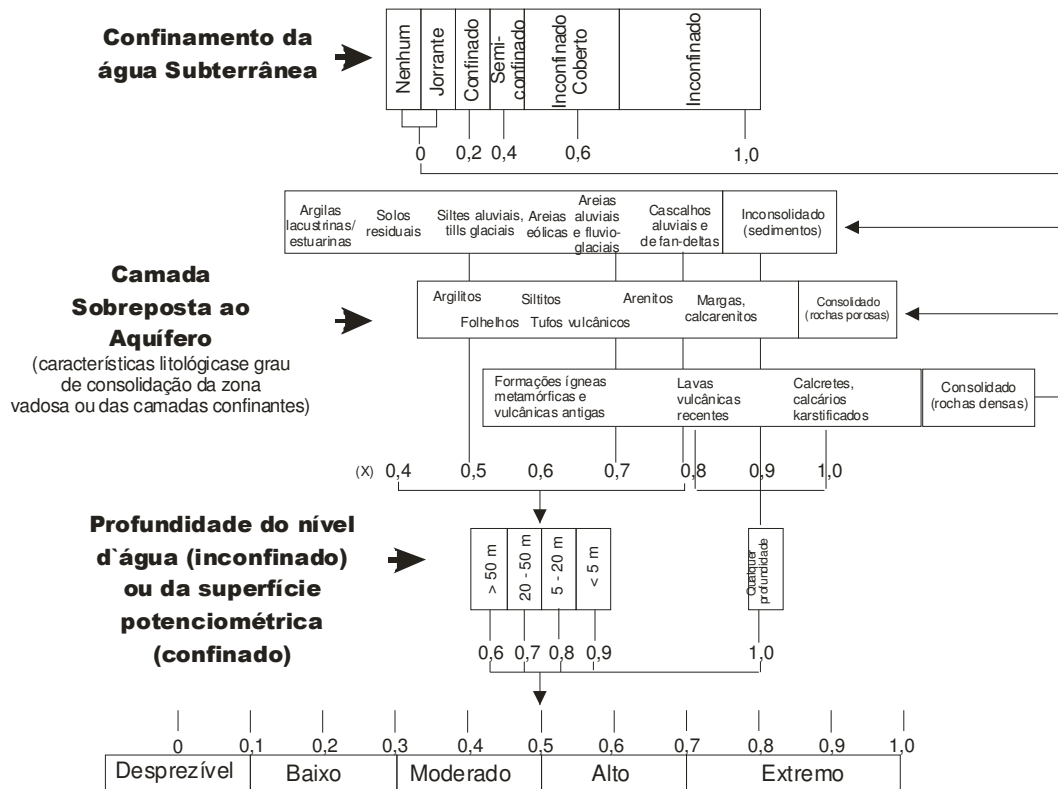 Confinamento da
água Subterrânea
Nenhum
Jorrante
Confinado
Semi-
confinado
Inconfinado
Coberto
Inconfinado
0
0,2
0,4
0,6
1,0
Argilas
lacustrinas/
estuarinas
Solos
residuais
Siltes aluviais,
tills glaciais
Areias
eólicas
Areias
aluviais
e fluvio-
glaciais
Cascalhos
aluviais e
de fan-deltas
Inconsolidado
(sedimentos)
Camada
Sobreposta ao
Aquífero
(características litológicase grau
de consolidação da zona
vadosa ou das camadas confinantes)
Argilitos
Folhelhos
Siltitos
Tufos vulcânicos
Arenitos
Margas,
calcarenitos
Consolidado
(rochas porosas)
Formações ígneas
metamórficas e
vulcânicas antigas
Lavas
vulcânicas
recentes
Calcretes,
calcários
karstificados
Consolidado
(rochas densas)
(X) 0,4 0,5 0,6 0,7 0,8 0,9 1,0
Profundidade do nível
d`água (inconfinado)
ou da superfície
potenciométrica
(confinado)
> 50 m
20 - 50 m
5 - 20 m
< 5 m
Qualquer
profundidade
0,6 0,7 0,8 0,9 1,0
0 0,1 0,2 0,3 0,4 0,5 0,6 0,7 0,8 0,9 1,0
Desprezível Baixo Moderado Alto Extremo